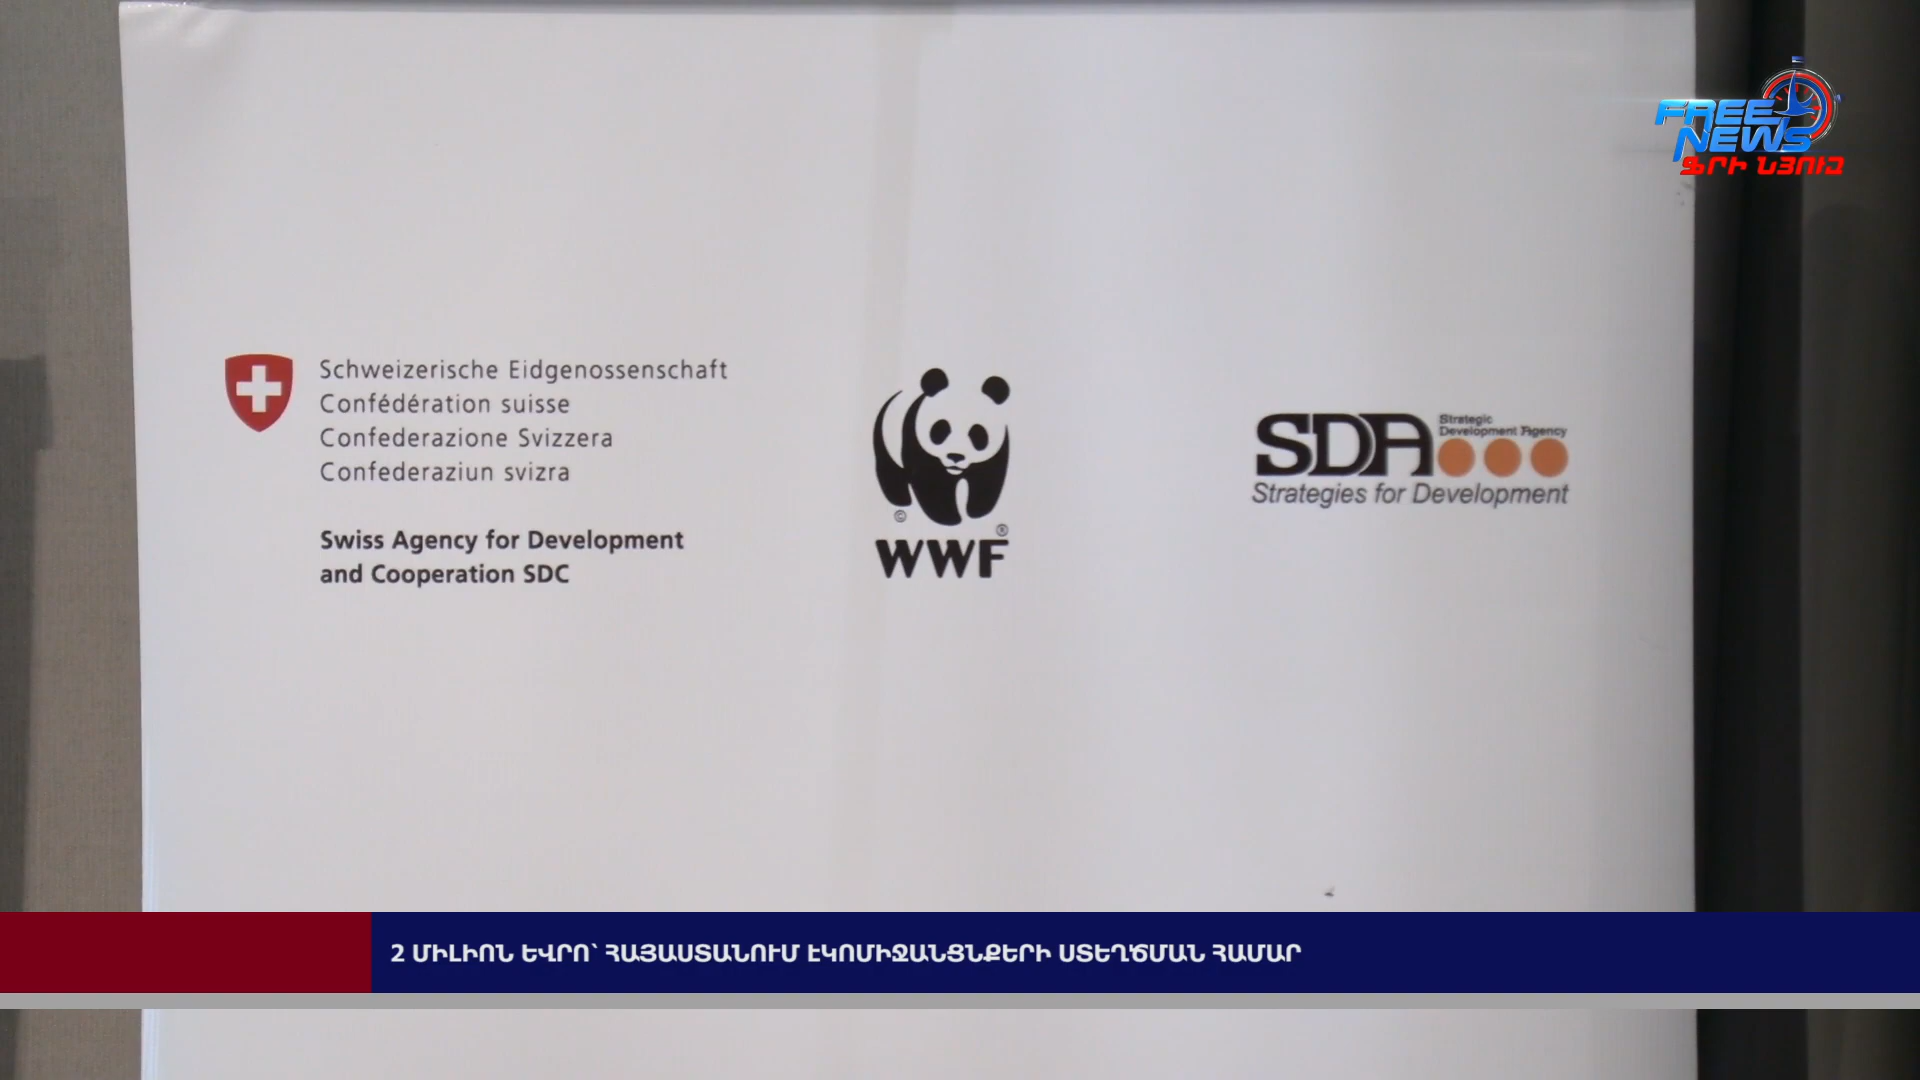 FREE
NEWS
ՖՐԻ ՆՅՈՒԶ
Schweizerische Eidgenossenschaft
Confédération suisse
Confederazione Svizzera
Confederaziun svizra
Swiss Agency for Development
and Cooperation SDC
©
®
WWF
SDA
Strategic
Development Agency
Strategies for Development
2 ՄԻԼԻՈՆ ԵՎՐՈ՝ ՀԱՅԱՍՏԱՆՈՒՄ ԷԿՈՄԻՋԱՆՑՆՔԵՐԻ ՍՏԵՂԾՄԱՆ ՀԱՄԱՐ